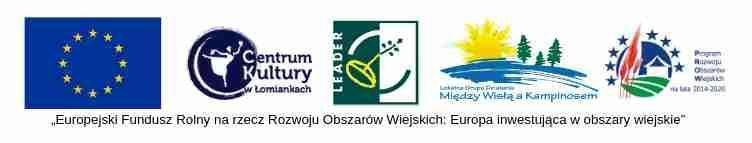 Centrum
Kultury
w Łomiankach
LEADER
Lokalna Grupa Działania
Między Wisłą a Kampinosem
Program
Rozwoju
Obszarów
Wiejskich
na lata 2014-2020
„Europejski Fundusz Rolny na rzecz Rozwoju Obszarów Wiejskich: Europa inwestująca w obszary wiejskie"